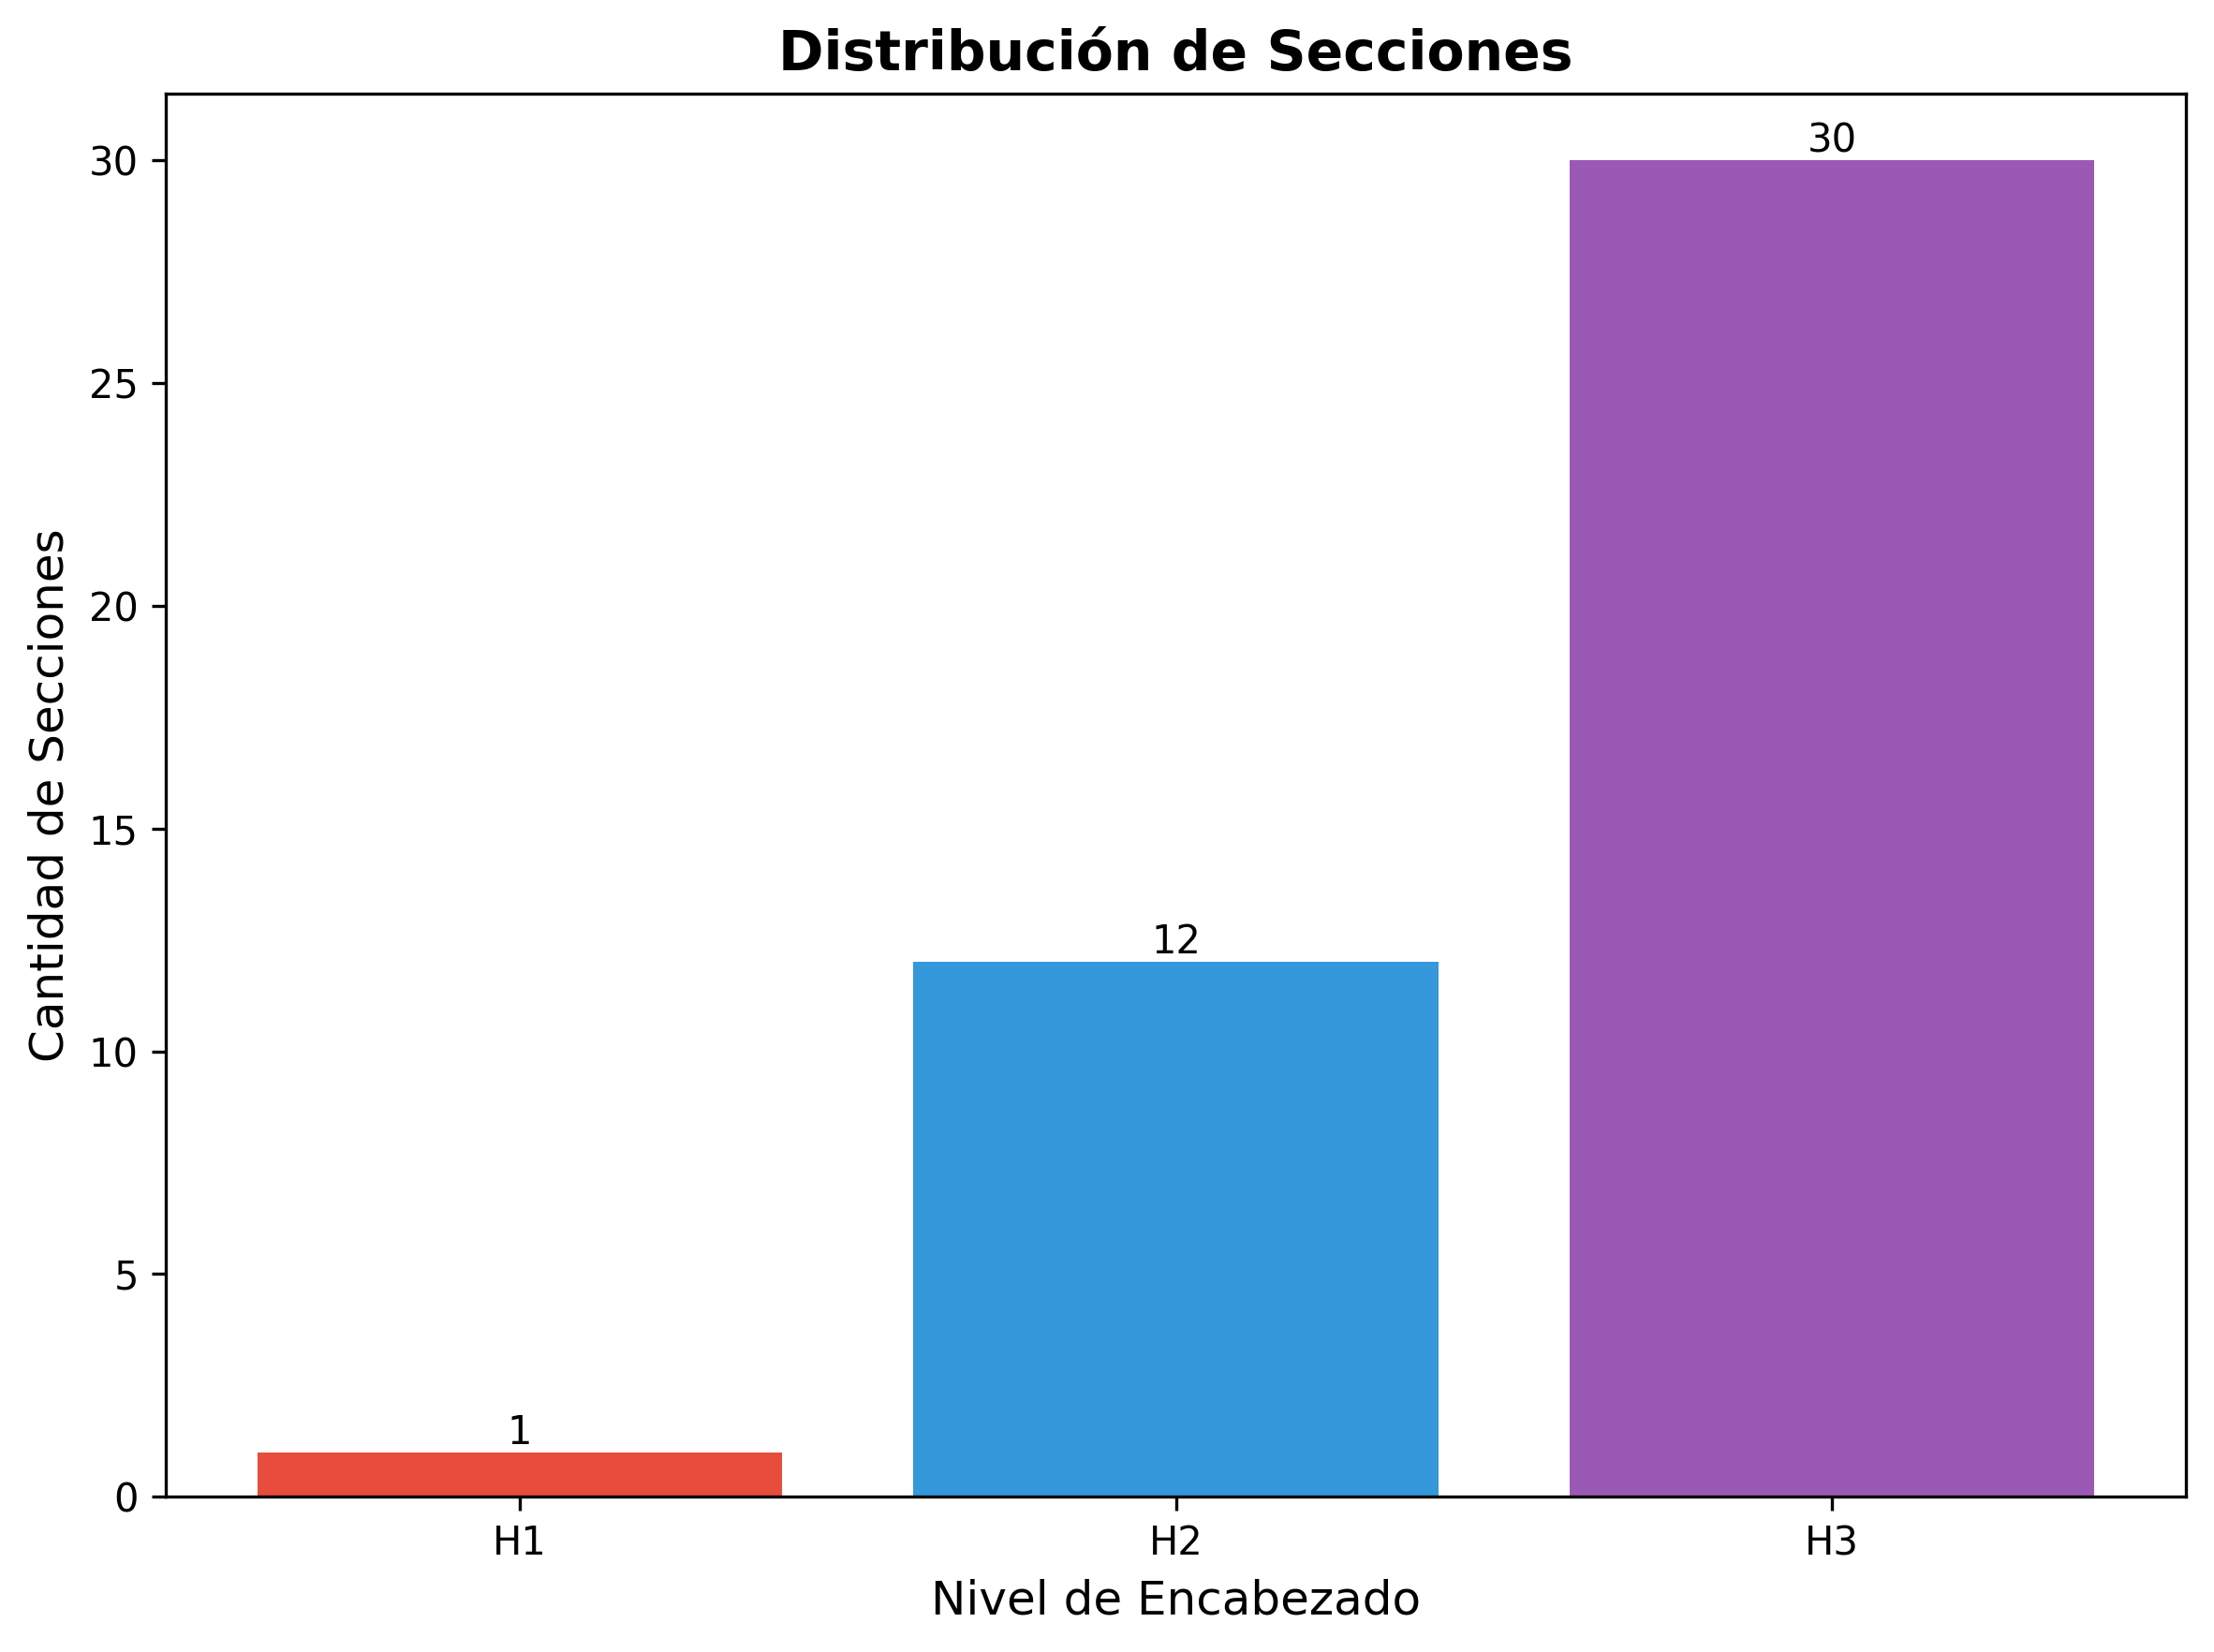 Distribución de Secciones
30
25
20
15
10
5
0
Cantidad de Secciones
1
12
30
H1
H2
H3
Nivel de Encabezado